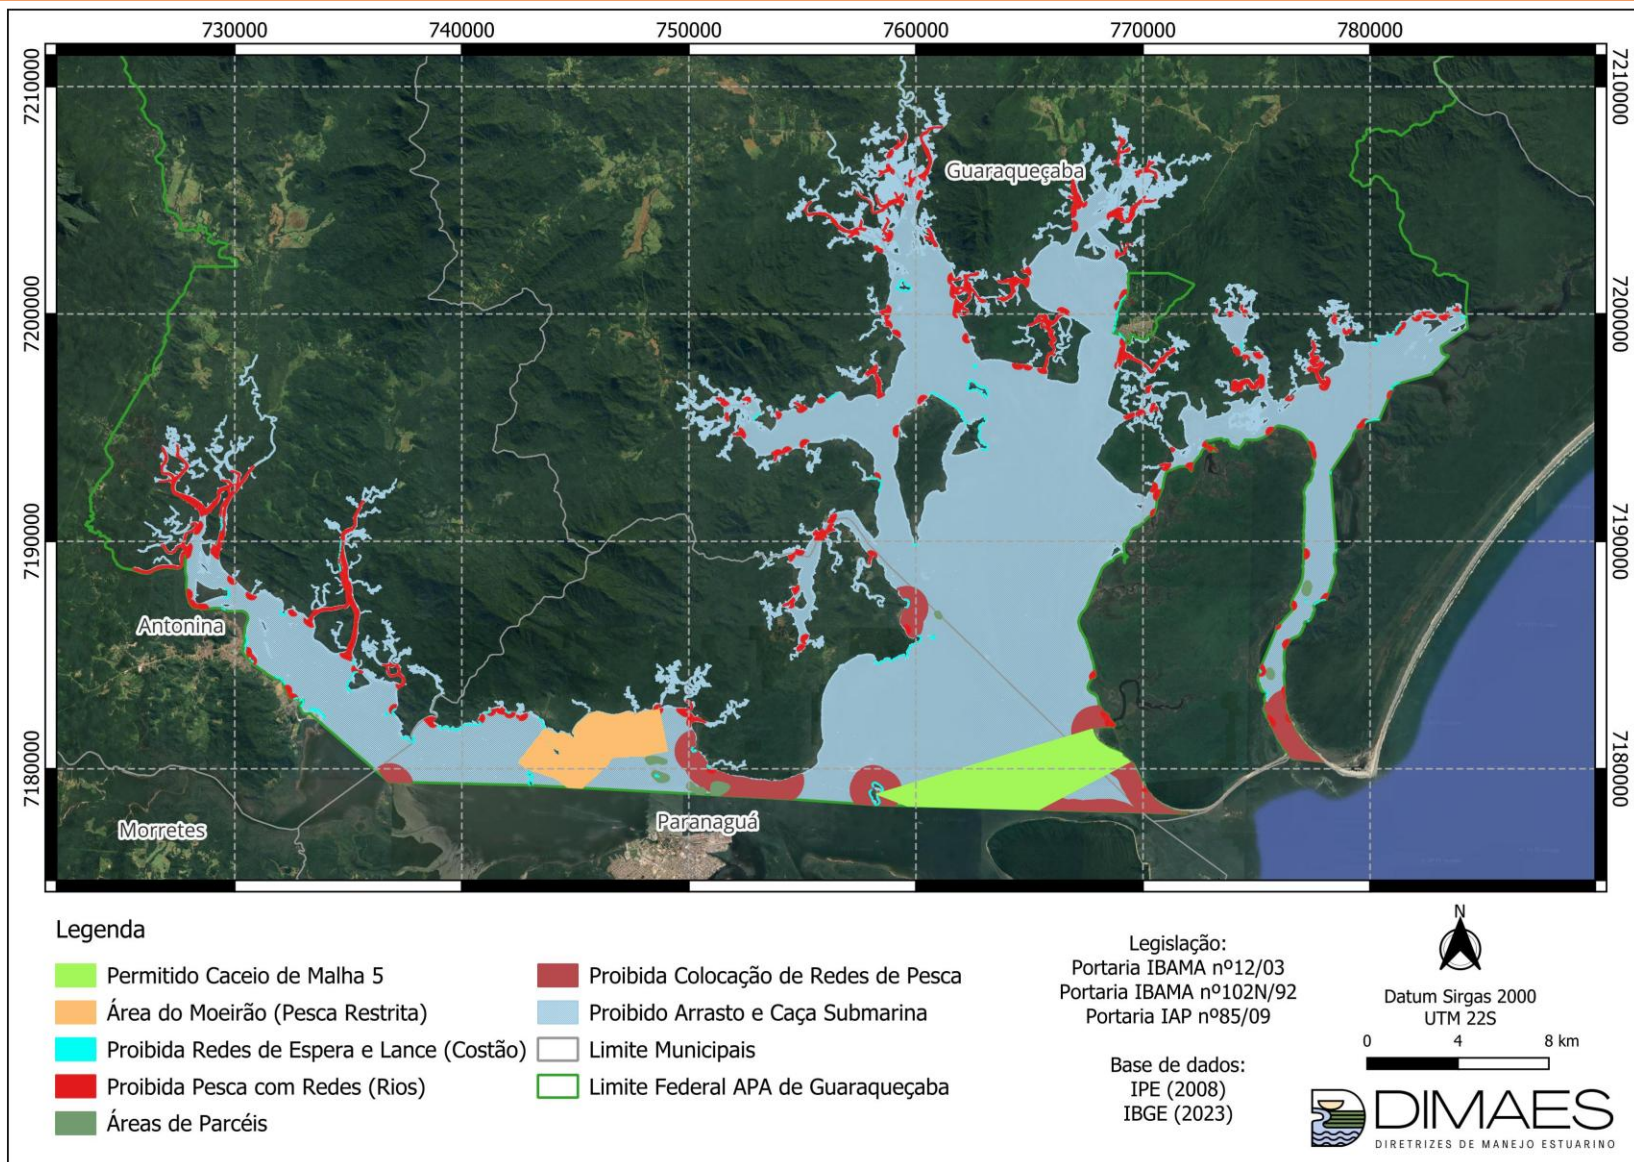 730000 740000 750000 760000 770000 780000
7210000
7210000
7200000
7200000
7190000
7190000
7180000
7180000
Guaraqueçaba
Antonina
Morretes
Paranaguá
Legenda
Permitido Caceio de Malha 5
Área do Moeirão (Pesca Restrita)
Proibida Redes de Espera e Lance (Costão)
Proibida Pesca com Redes (Rios)
Áreas de Parcéis
Proibida Colocação de Redes de Pesca
Proibido Arrasto e Caça Submarina
Limite Municipais
Limite Federal APA de Guaraqueçaba
Legislação:
Portaria IBAMA nº12/03
Portaria IBAMA nº102N/92
Portaria IAP nº85/09
Base de dados:
IPE (2008)
IBGE (2023)
N
Datum Sirgas 2000
UTM 22S
0 4 8 km
DIMAES
DIRETRIZES DE MANEJO ESTUARINO